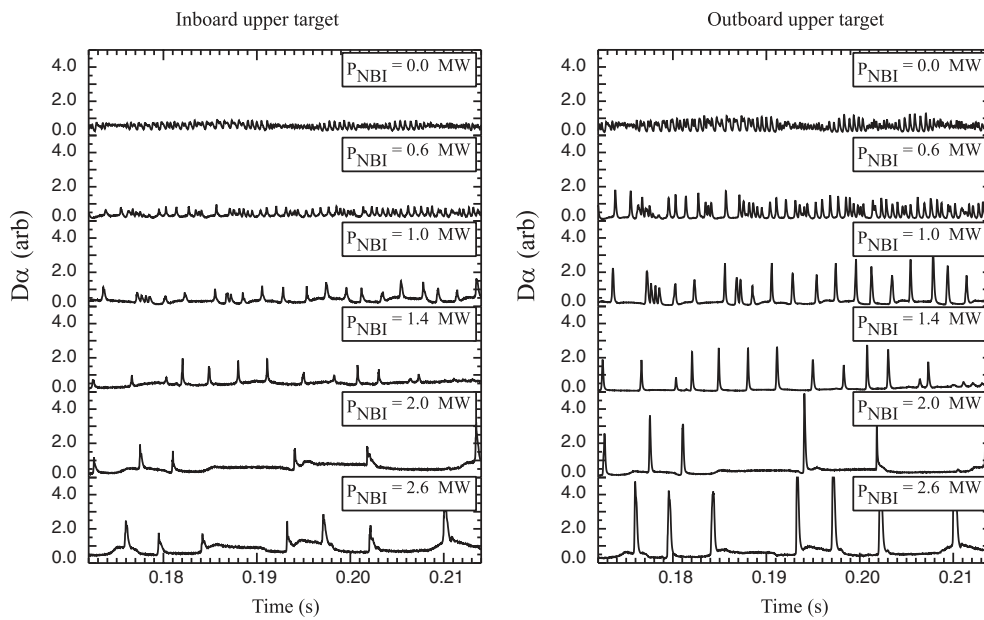 Inboard upper target
4.0
P_NBI = 0.0 MW
2.0
0.0
4.0
P_NBI = 0.6 MW
2.0
0.0
4.0
P_NBI = 1.0 MW
2.0
0.0
4.0
P_NBI = 1.4 MW
2.0
0.0
4.0
P_NBI = 2.0 MW
2.0
0.0
4.0
P_NBI = 2.6 MW
2.0
0.0
Dα (arb)
0.18 0.19 0.20 0.21
Time (s)
Outboard upper target
4.0
P_NBI = 0.0 MW
2.0
0.0
4.0
P_NBI = 0.6 MW
2.0
0.0
4.0
P_NBI = 1.0 MW
2.0
0.0
4.0
P_NBI = 1.4 MW
2.0
0.0
4.0
P_NBI = 2.0 MW
2.0
0.0
4.0
P_NBI = 2.6 MW
2.0
0.0
Dα (arb)
0.18 0.19 0.20 0.21
Time (s)